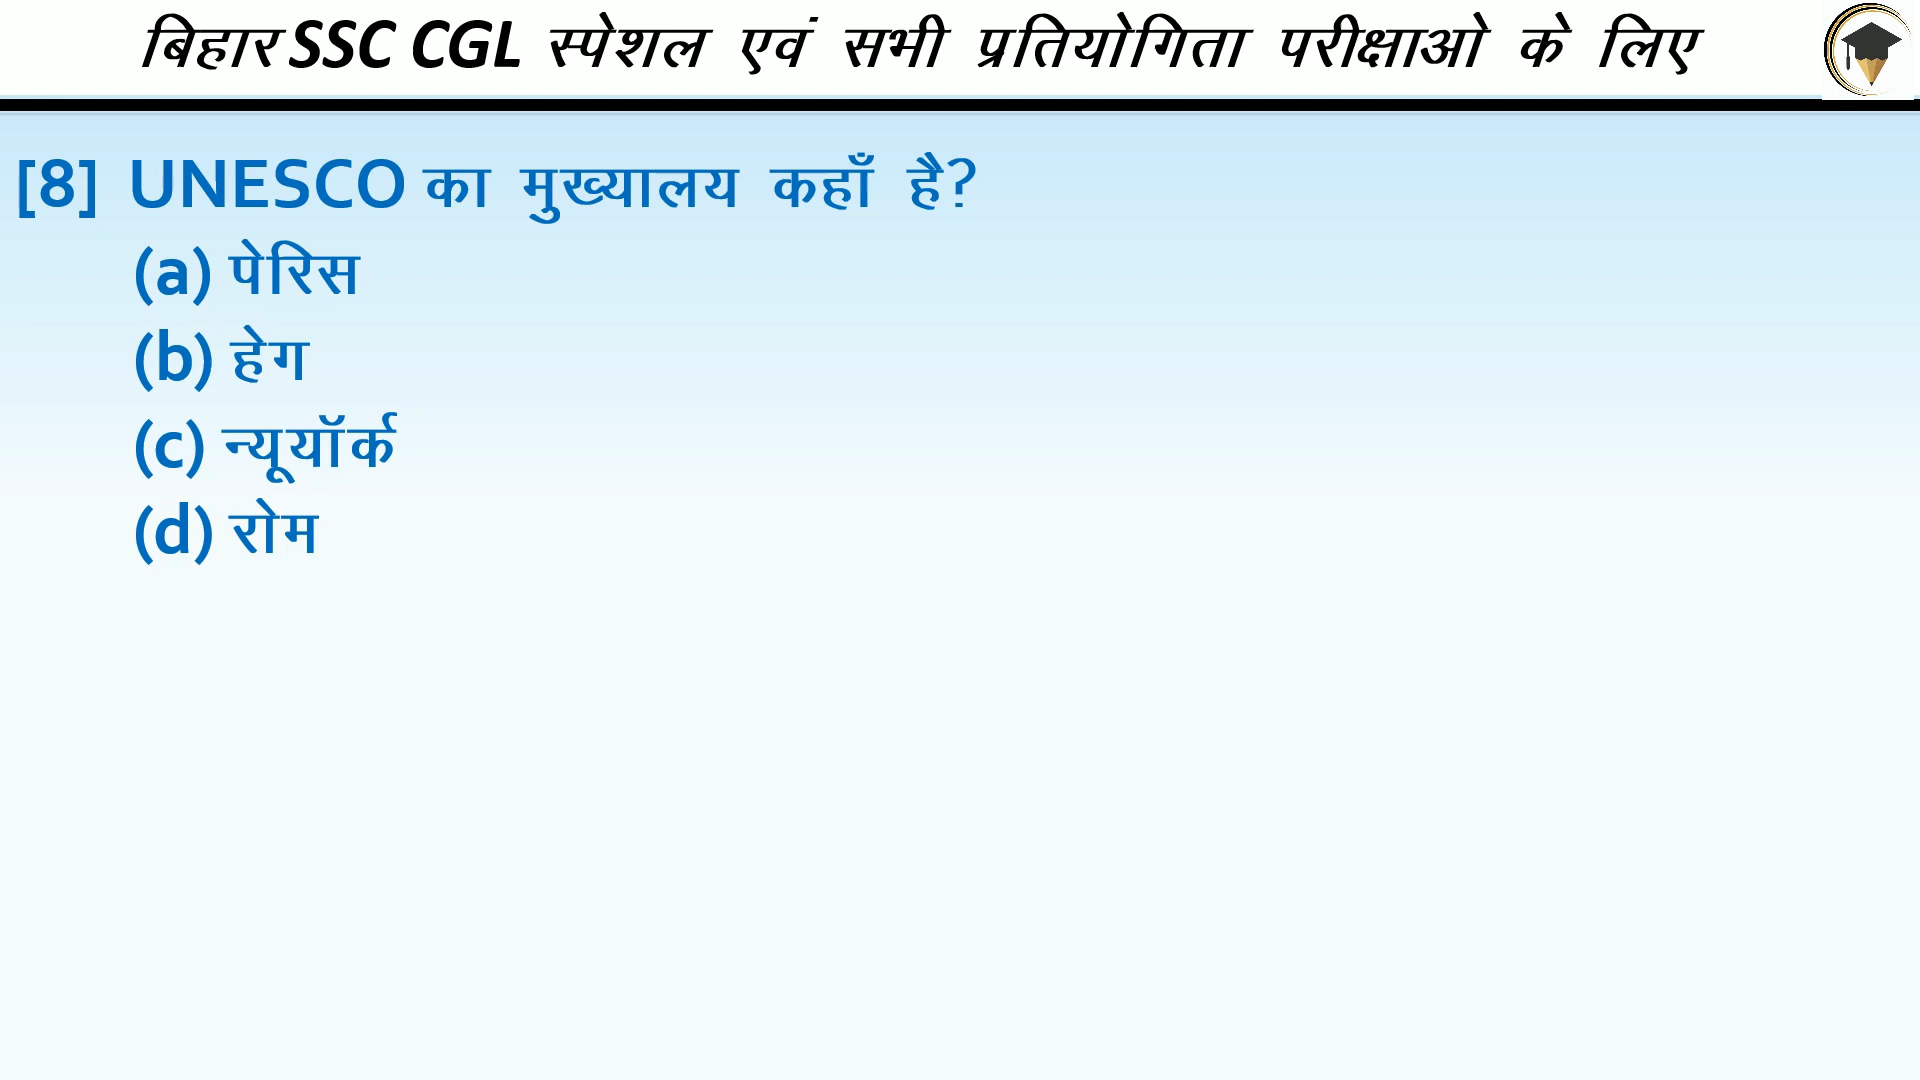 बिहार SSC CGL स्पेशल एवं सभी प्रतियोगिता परीक्षाओ के लिए
[8] UNESCO का मुख्यालय कहाँ है?
(a) पेरिस
(b) हेग
(c) न्यूयॉर्क
(d) रोम